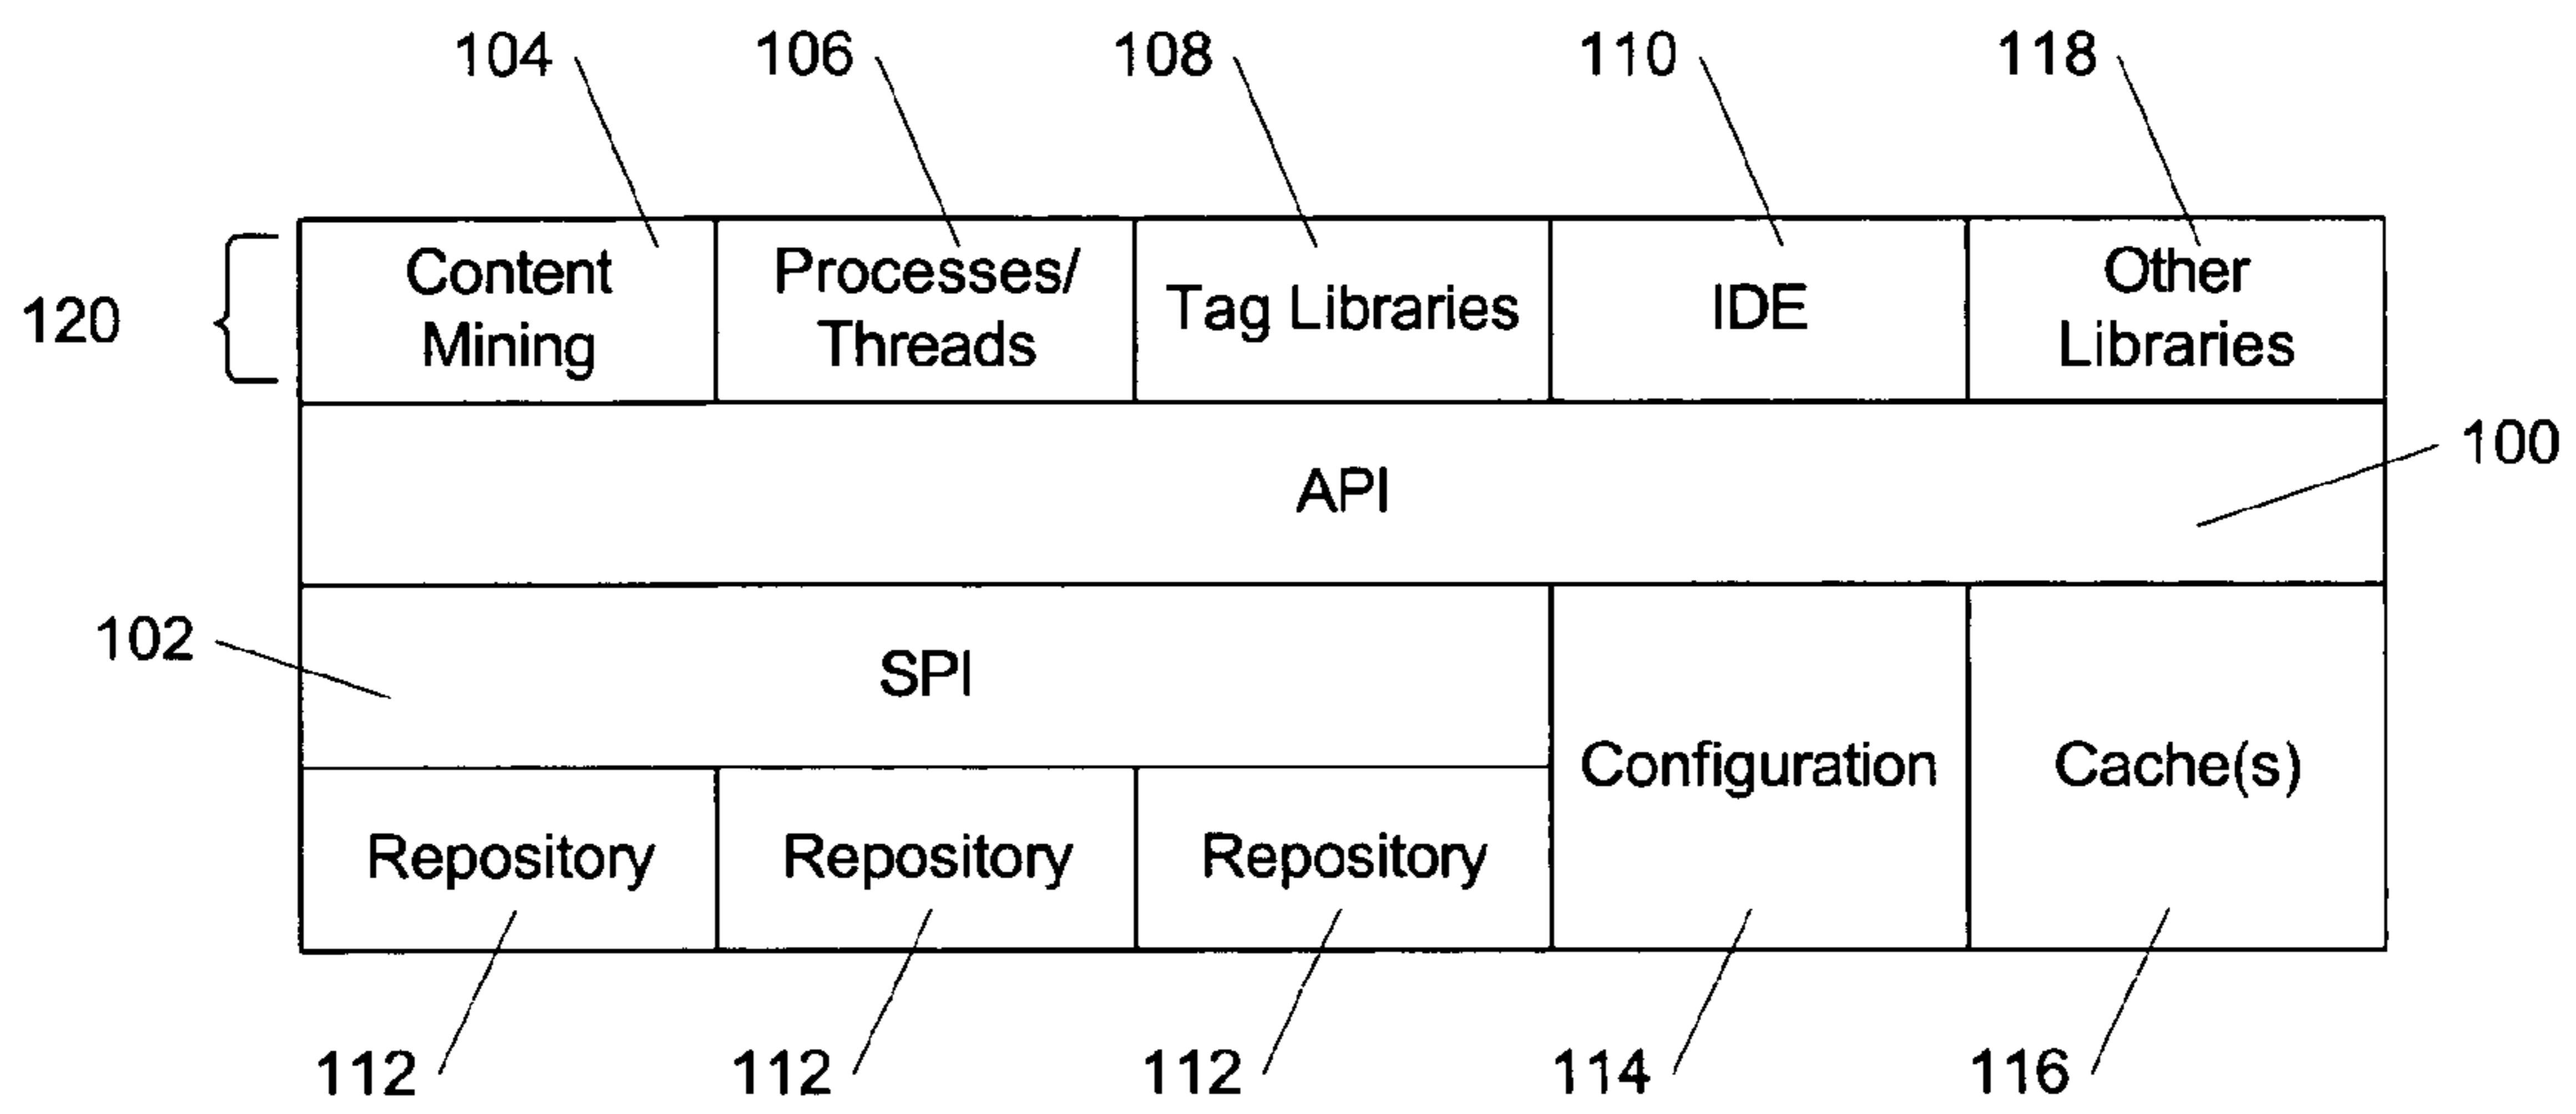 104 106 108 110 118
120
Content Mining
Processes/ Threads
Tag Libraries
IDE
Other Libraries
API
100
102
SPI
Configuration
Cache(s)
Repository Repository Repository
112 112 112 114 116